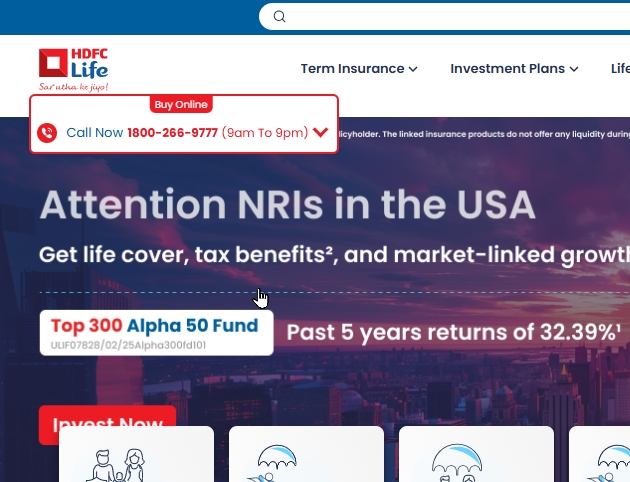 HDFC
Life
Sar utha ke jiyo!
Term Insurance
Investment Plans
Life
Buy Online
Call Now 1800-266-9777 (9am To 9pm)
licyholder. The linked insurance products do not offer any liquidity during
Attention NRIs in the USA
Get life cover, tax benefits², and market-linked growth
Top 300 Alpha 50 Fund
ULIF07828/02/25Alpha300fd101
Past 5 years returns of 32.39%¹
Invest Now